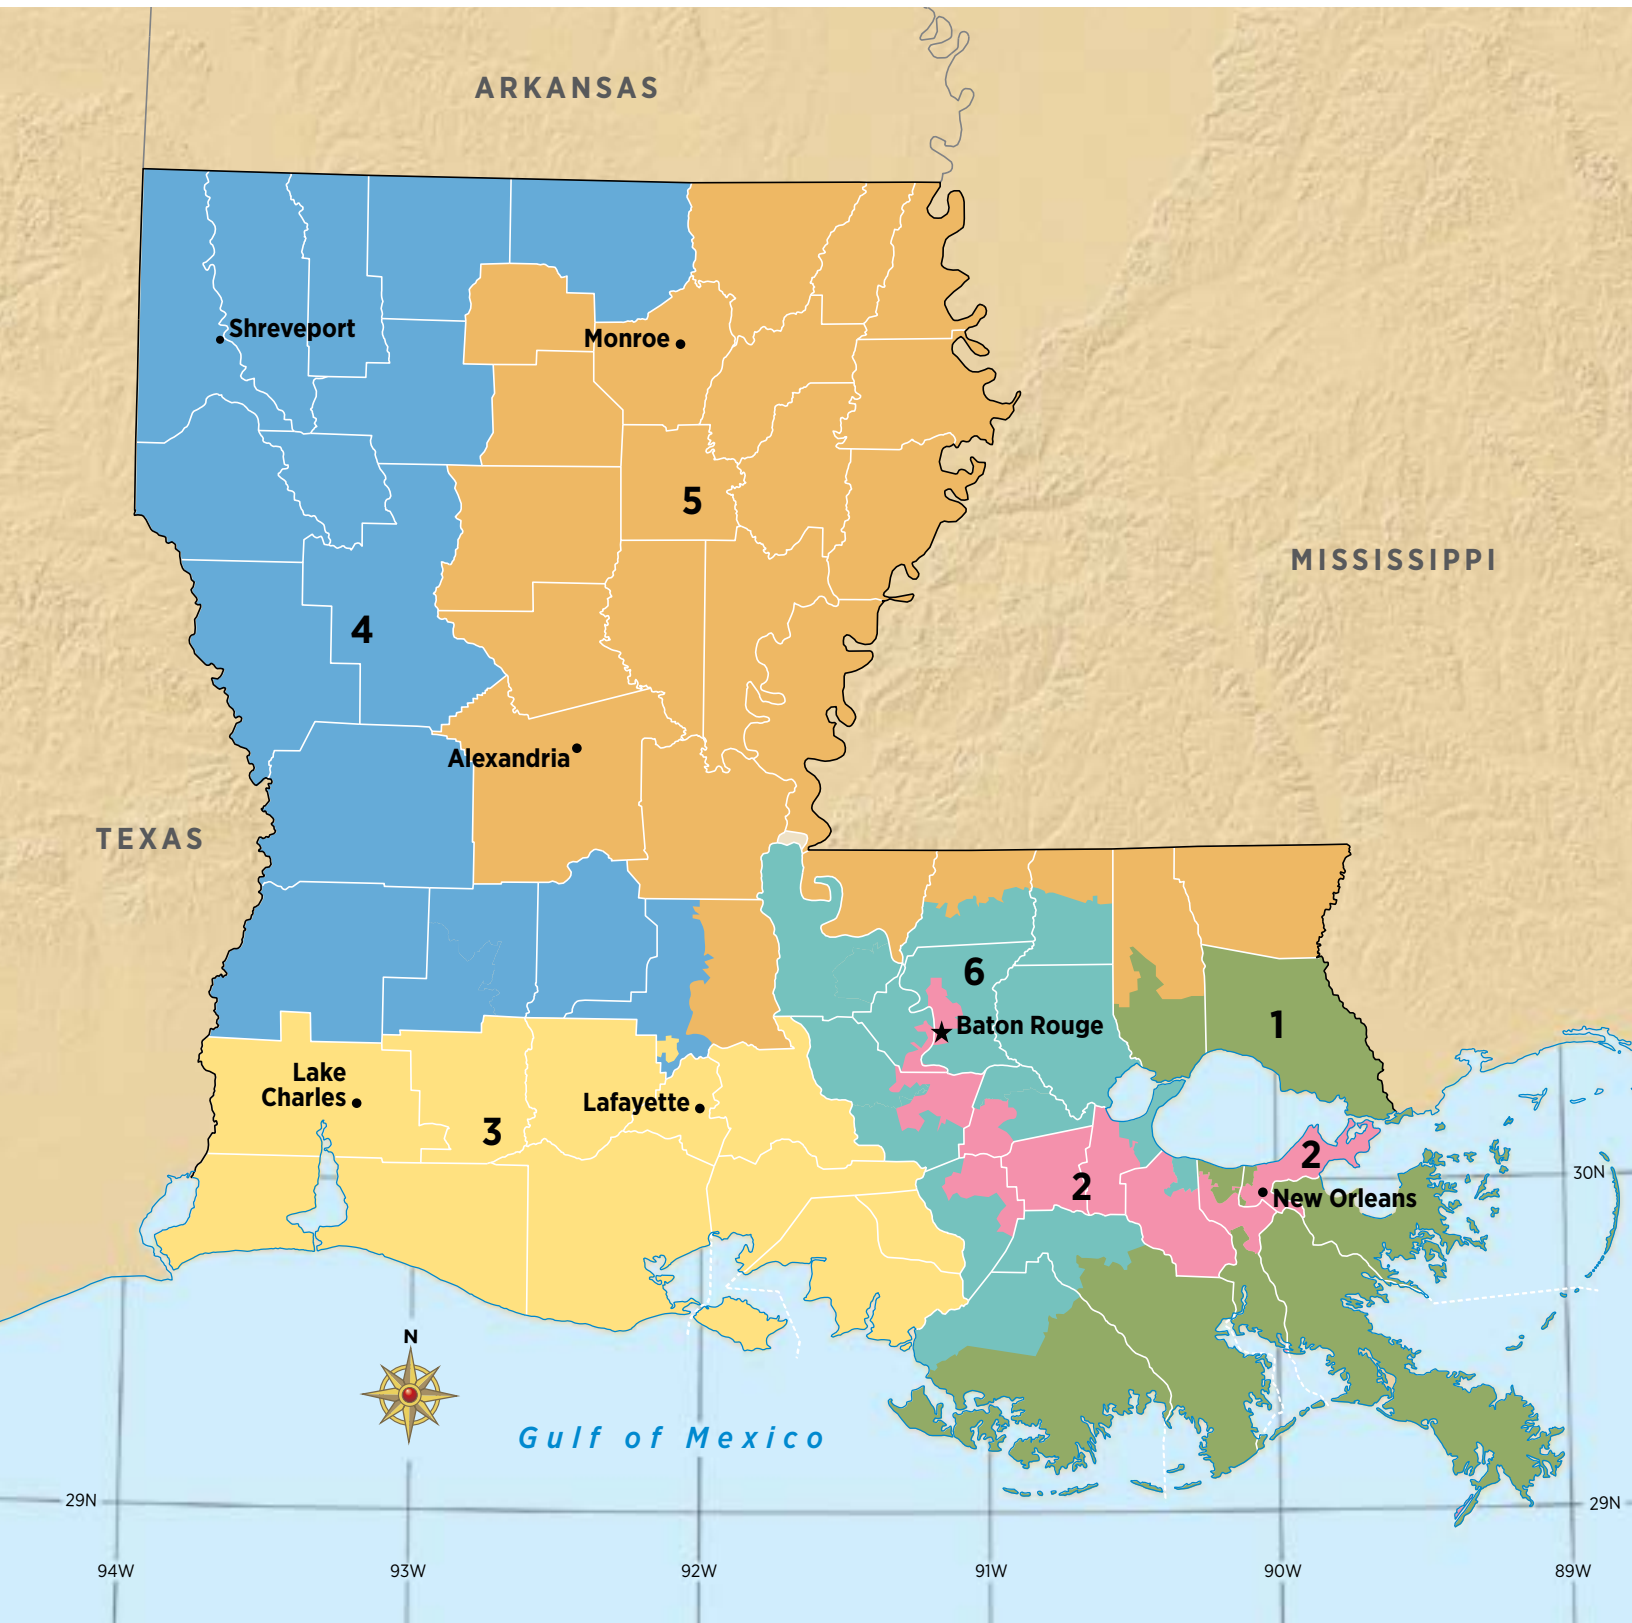 ARKANSAS
Shreveport
Monroe
5
MISSISSIPPI
4
Alexandria
TEXAS
6
Baton Rouge
1
Lake
Charles
Lafayette
3
2
2
30N
New Orleans
N
Gulf of Mexico
29N
29N
94W
93W
92W
91W
90W
89W